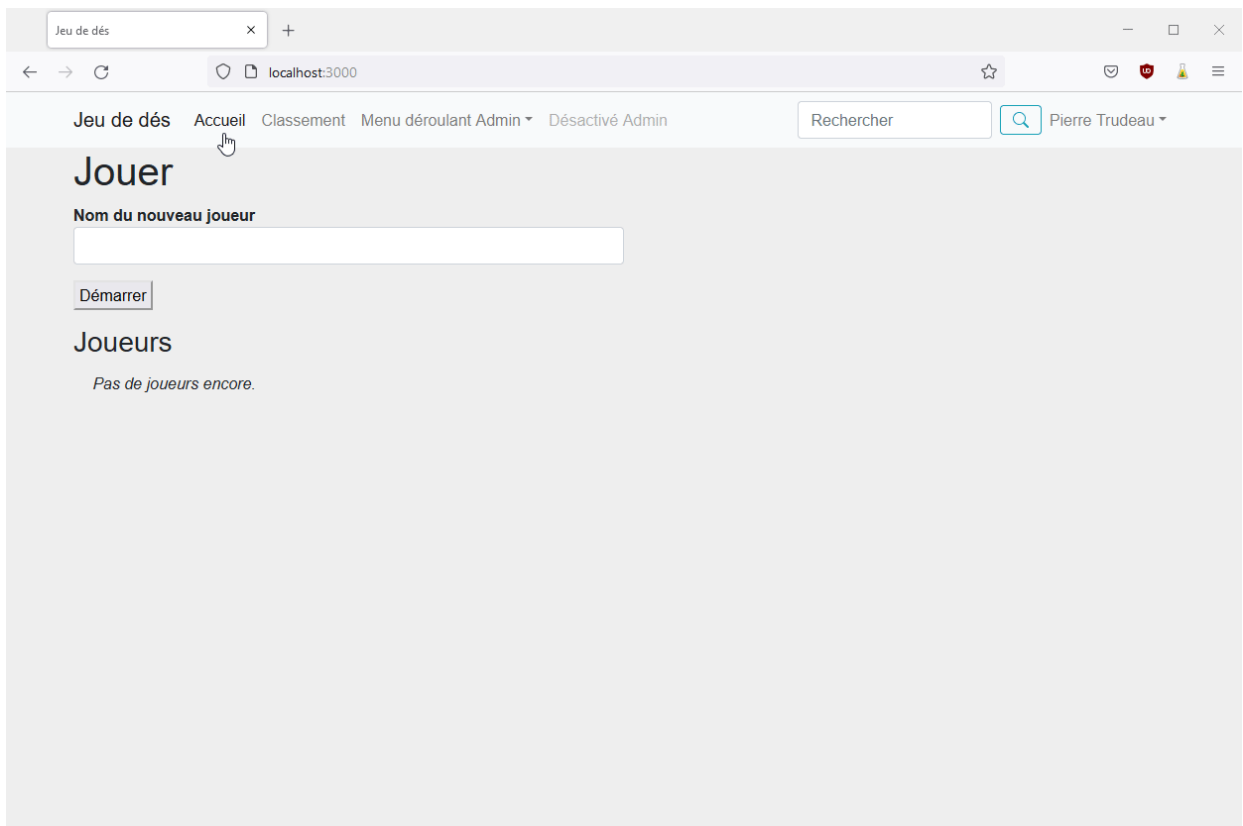 Jeu de dés
localhost:3000
Jeu de dés Accueil Classement Menu déroulant Admin Désactivé Admin Rechercher Pierre Trudeau
Jouer
Nom du nouveau joueur
Démarrer
Joueurs
Pas de joueurs encore.